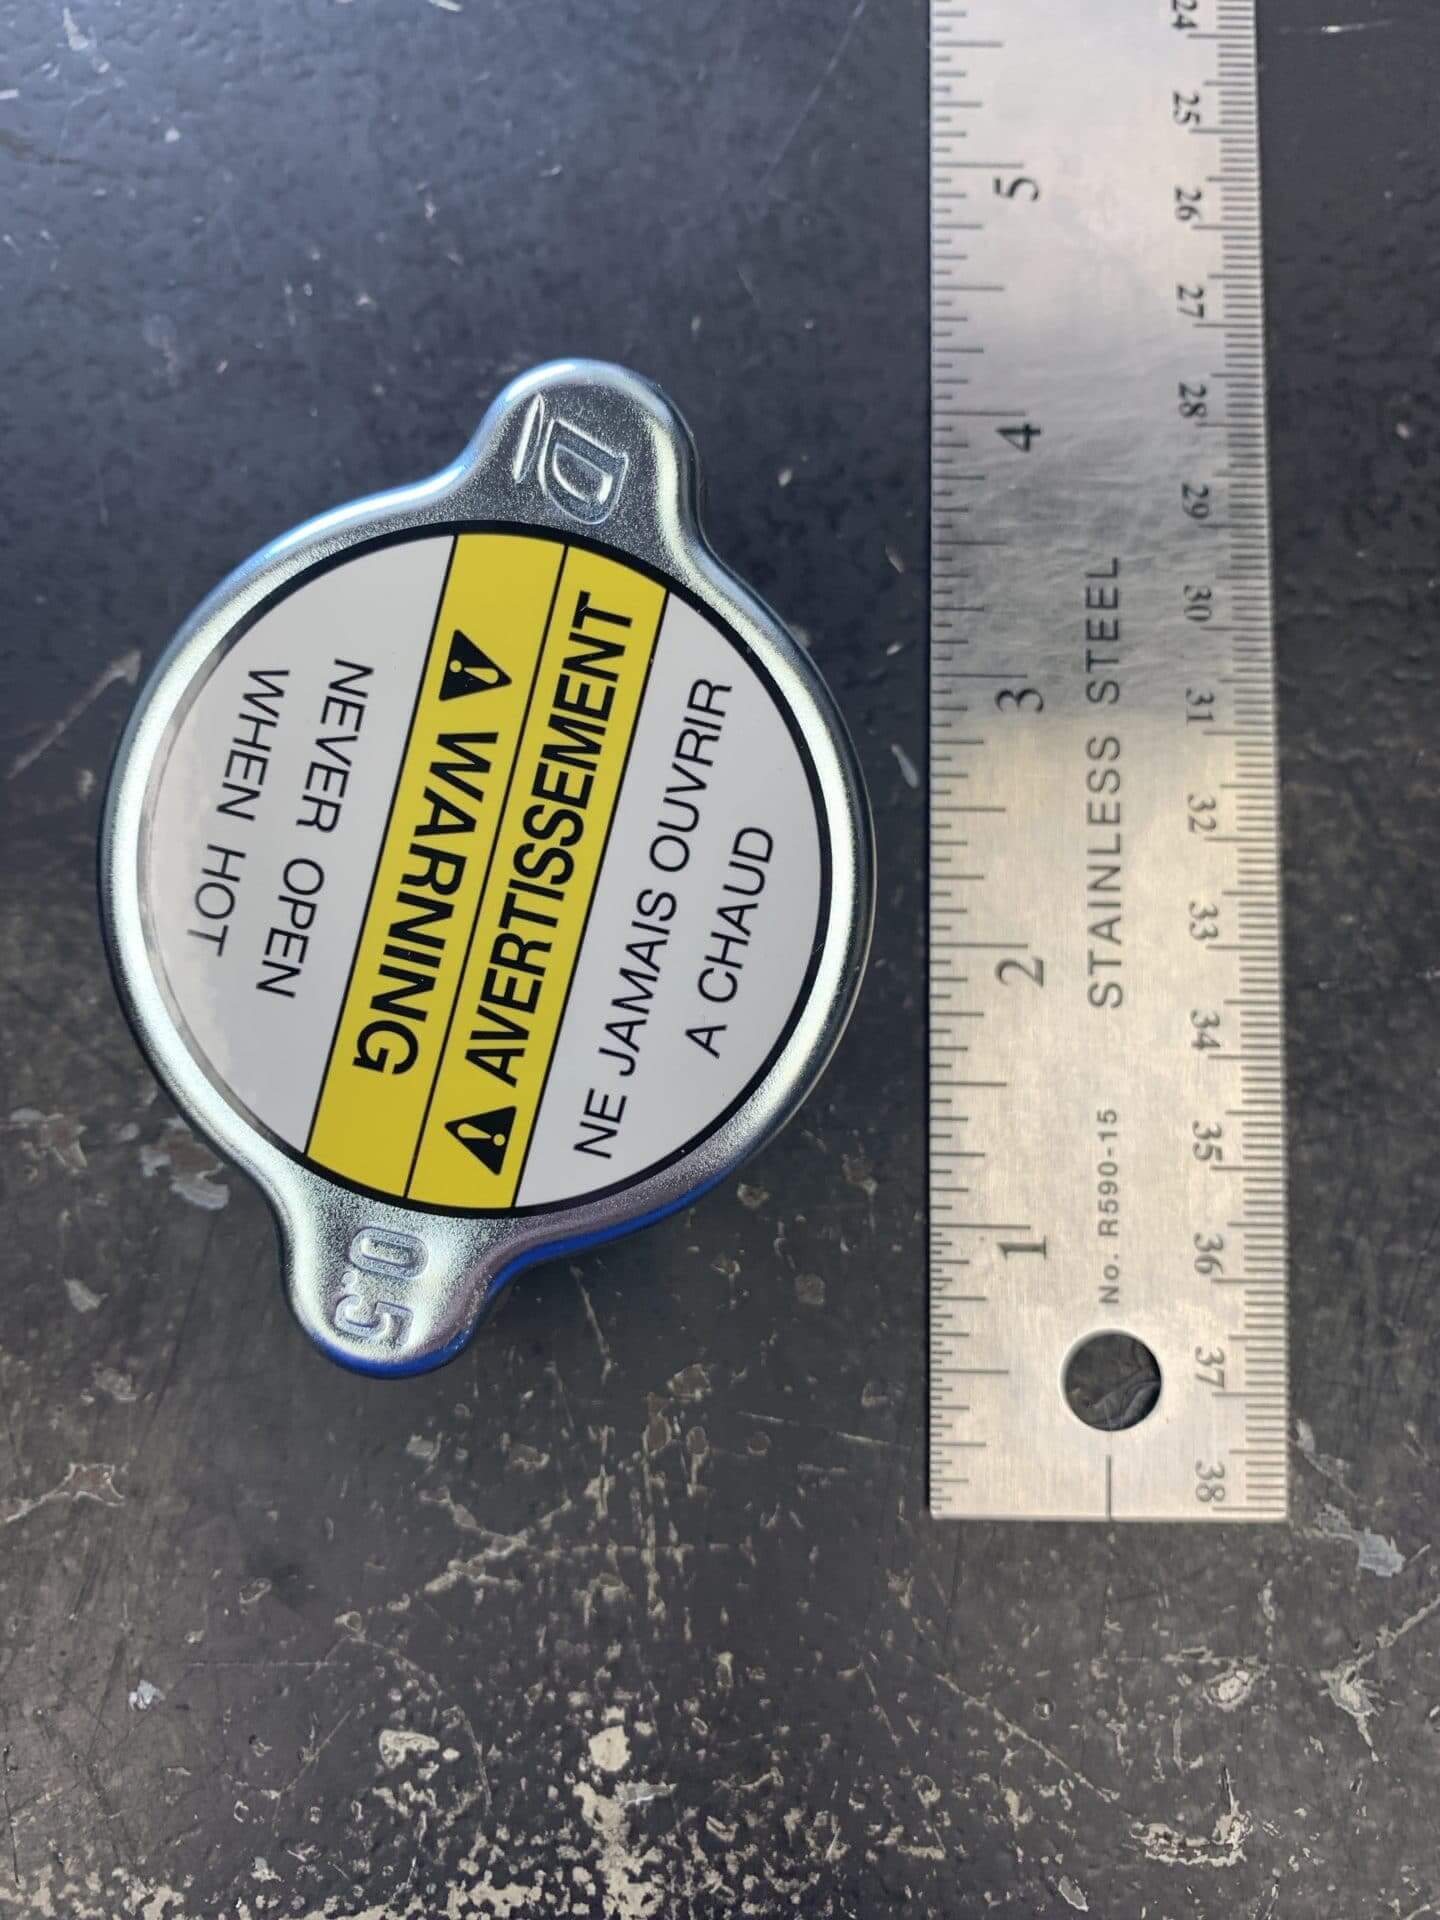 D
NEVER OPEN
WHEN HOT
WARNING
AVERTISSEMENT
NE JAMAIS OUVRIR
A CHAUD
0.5
1
2
3
4
5
STAINLESS STEEL
No. R590-15
24
25
26
27
28
29
30
31
32
33
34
35
36
37
38